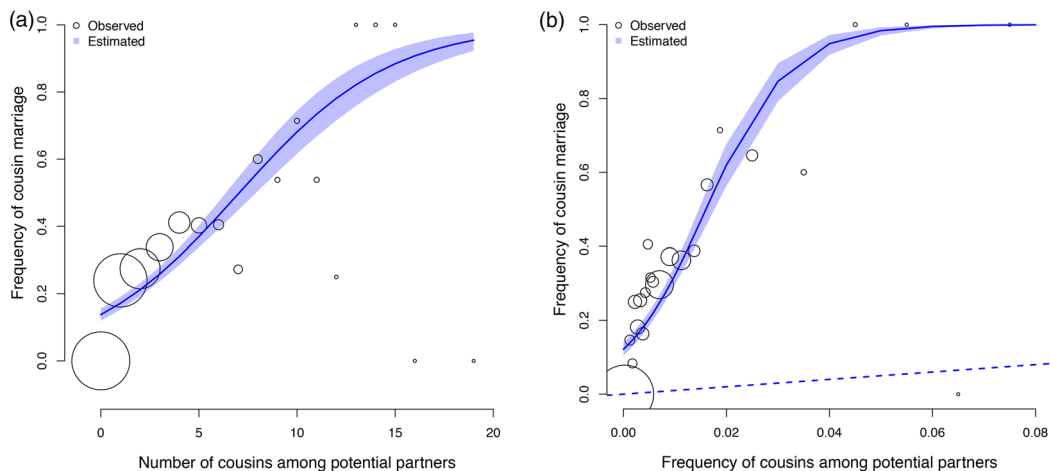 (a)
Observed
Estimated
Frequency of cousin marriage
1.0
0.8
0.6
0.4
0.2
0.0
0 5 10 15 20
Number of cousins among potential partners
(b)
Observed
Estimated
Frequency of cousin marriage
1.0
0.8
0.6
0.4
0.2
0.0
0.00 0.02 0.04 0.06 0.08
Frequency of cousins among potential partners